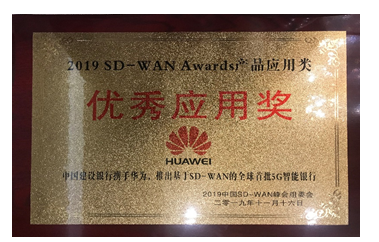 2019 SD-WAN Awards产品应用类
优秀应用奖
HUAWEI
中国建设银行携手华为、推出基于SD-WAN的全球首批5G智能银行
2019中国SD-WAN峰会组委会
二零一九年十一月十六日